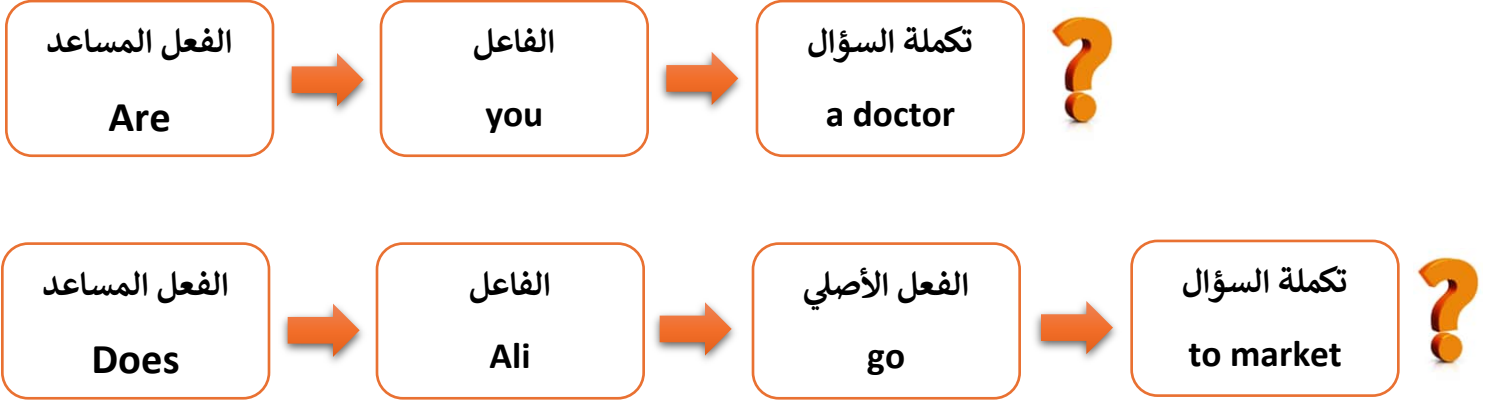 الفعل المساعد
Are
الفاعل
you
تكملة السؤال
a doctor
?
الفعل المساعد
Does
الفاعل
Ali
الفعل الأصلي
go
تكملة السؤال
to market
?